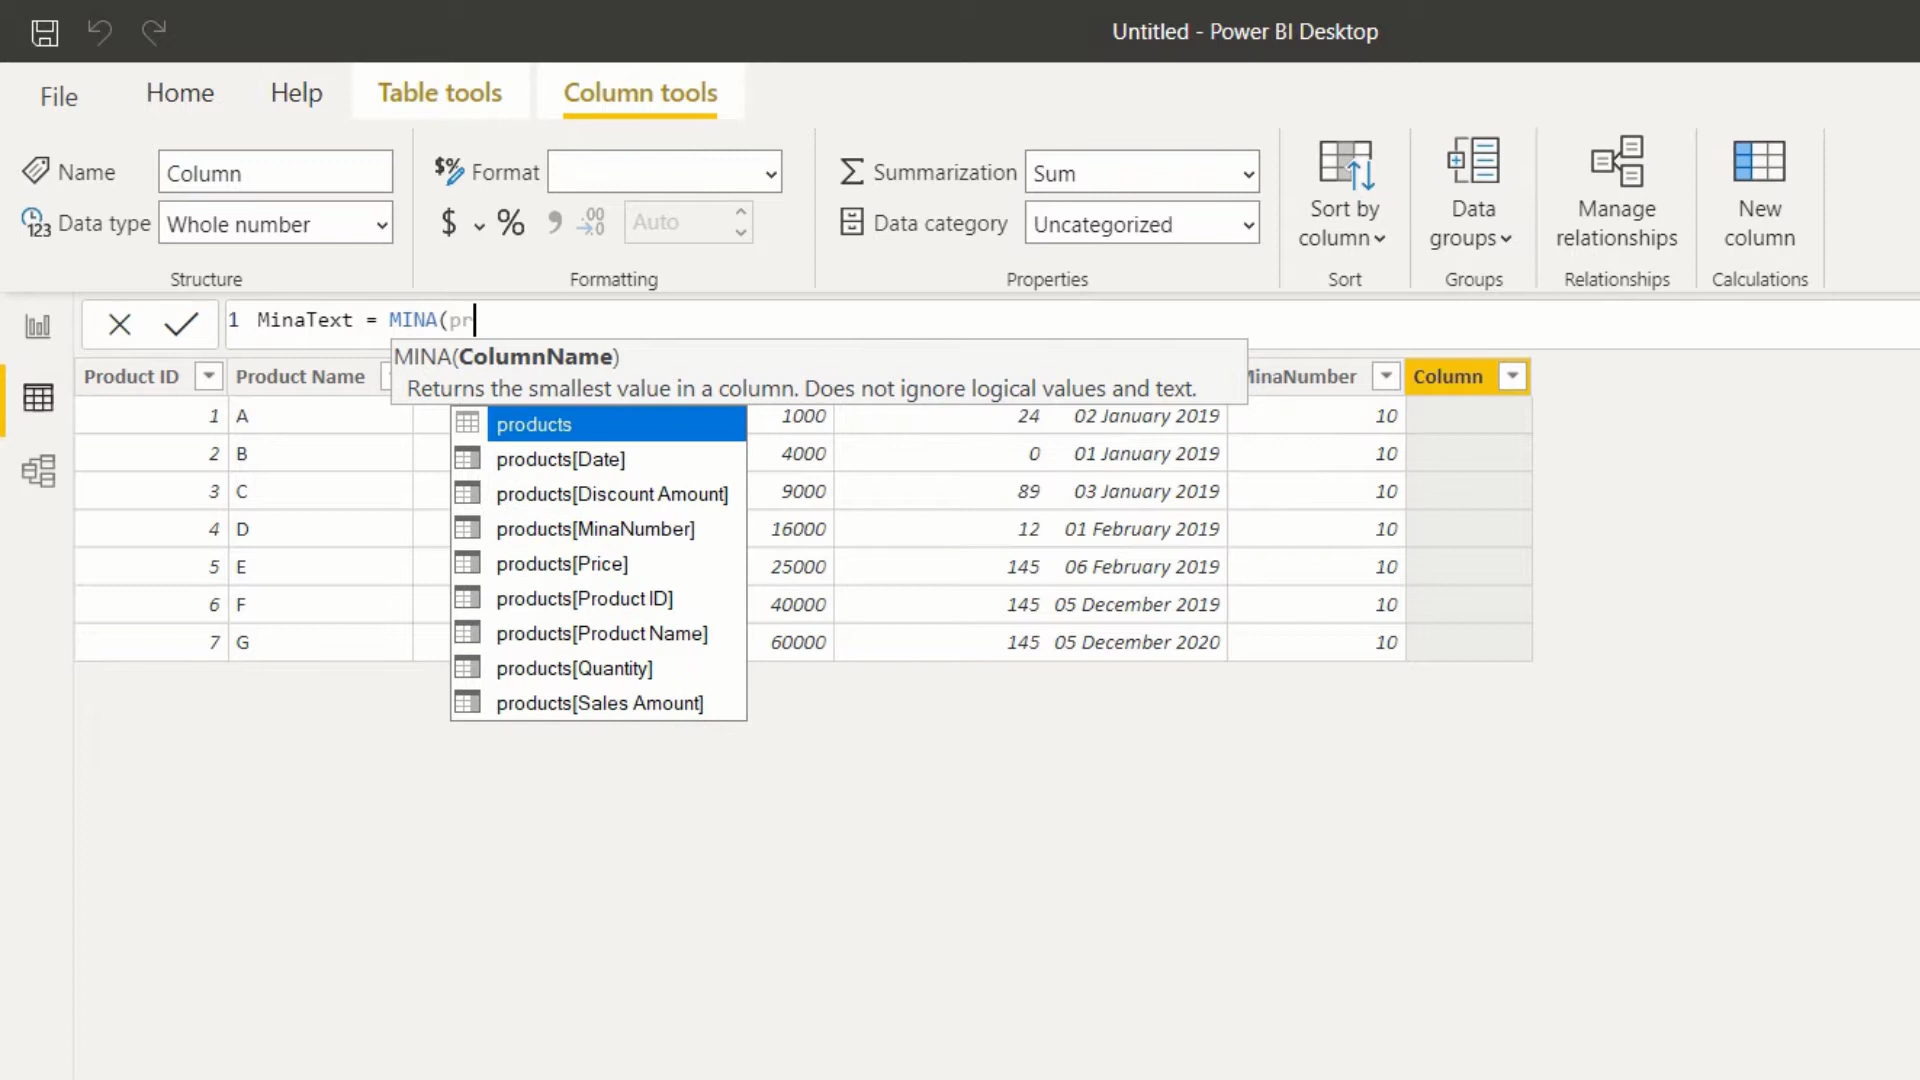 Untitled - Power BI Desktop
File Home Help Table tools Column tools
Name Column $% Format Summarization Sum
123 Data type Whole number $ % , .00 Auto Data category Uncategorized
Sort by column Data groups Manage relationships New column
Structure Formatting Properties Sort Groups Relationships Calculations
1 MinaText = MINA(pr
MINA(ColumnName)
Returns the smallest value in a column. Does not ignore logical values and text.
Product ID Product Name MinaNumber Column
1 A 1000 24 02 January 2019 10
2 B 4000 0 01 January 2019 10
3 C 9000 89 03 January 2019 10
4 D 16000 12 01 February 2019 10
5 E 25000 145 06 February 2019 10
6 F 40000 145 05 December 2019 10
7 G 60000 145 05 December 2020 10
products
products[Date]
products[Discount Amount]
products[MinaNumber]
products[Price]
products[Product ID]
products[Product Name]
products[Quantity]
products[Sales Amount]